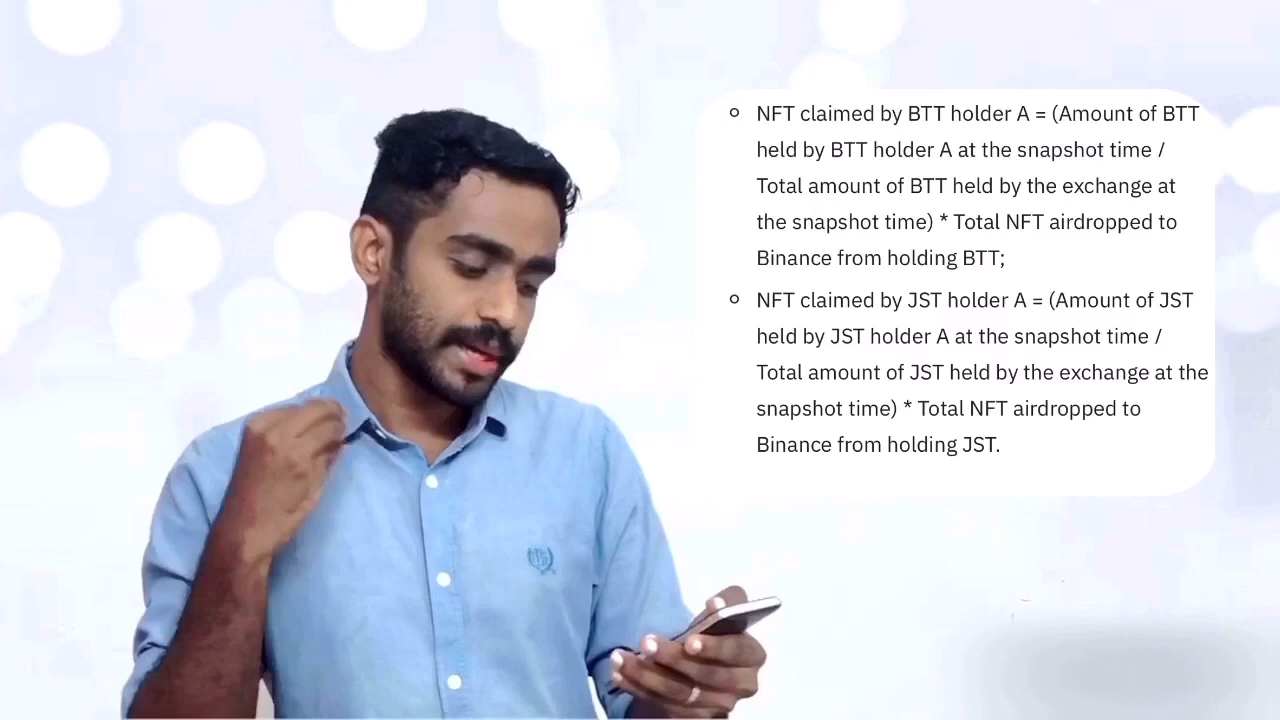 NFT claimed by BTT holder A = (Amount of BTT
held by BTT holder A at the snapshot time /
Total amount of BTT held by the exchange at
the snapshot time) * Total NFT airdropped to
Binance from holding BTT;
NFT claimed by JST holder A = (Amount of JST
held by JST holder A at the snapshot time /
Total amount of JST held by the exchange at the
snapshot time) * Total NFT airdropped to
Binance from holding JST.